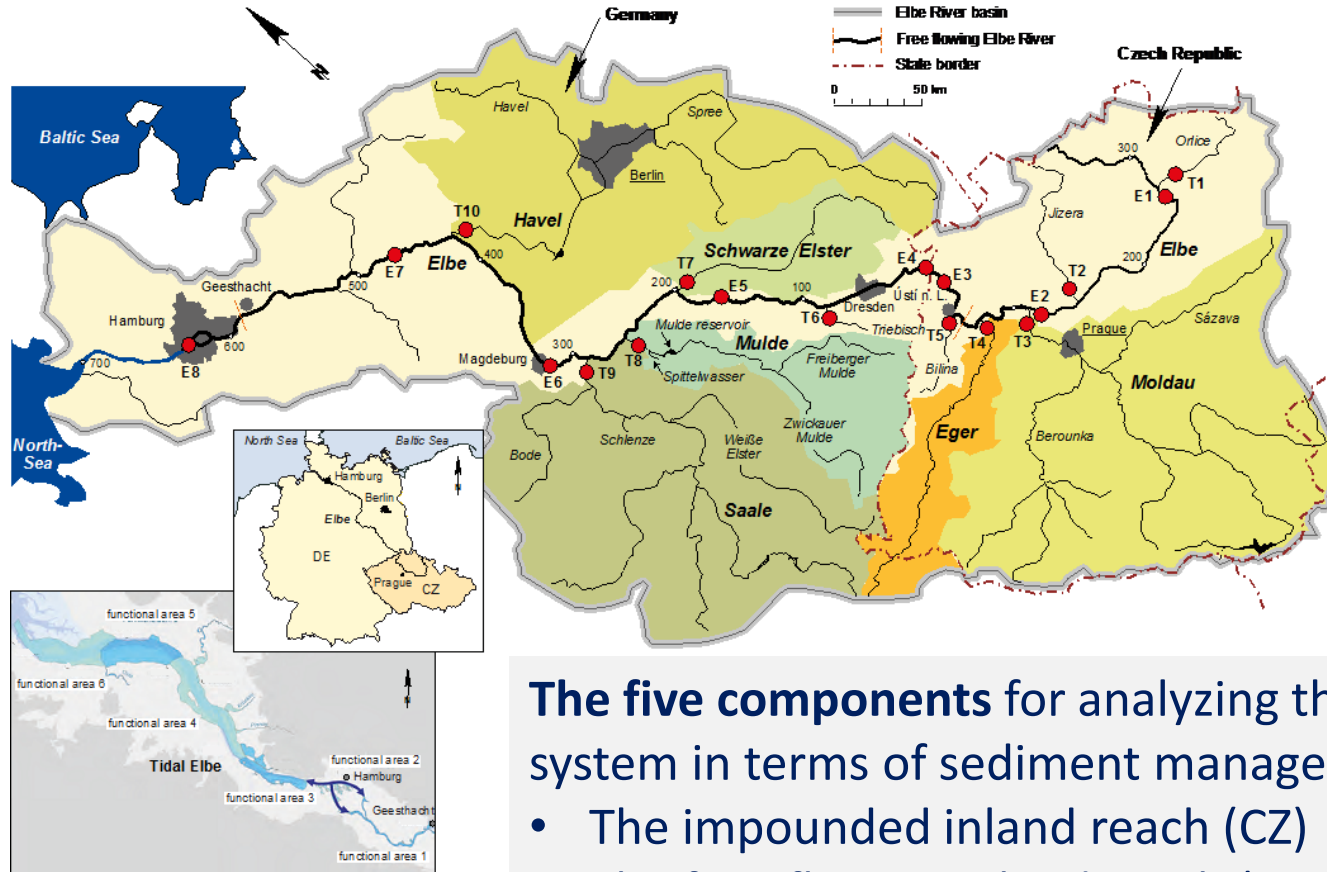 Germany
Elbe River basin
Free flowing Elbe River
State border
0 50 km
Czech Republic
N
Baltic Sea
Havel
Spree
Berlin
Orlice
300
T1
E1
Jizera
T10
Havel
Schwarze Elster
Elbe
200
E7
Elbe
400
E4
E3
T2
T7
200
E5
100
Geesthacht
500
Dresden
Ústí n. L.
E2
Hamburg
600
T6
Triebisch
T5
T4
T3
Prague
Sázava
Mulde reservoir
Mulde
700
E8
Magdeburg
300
E6
T9
T8
Spittelwasser
Freiberger
Mulde
Bilina
Moldau
North-
Sea
Bode
Schlenze
Weiße
Elster
Zwickauer
Mulde
Eger
Berounka
Saale
North Sea
Baltic Sea
Hamburg
Berlin
Elbe
DE
Prague
CZ
N
functional area 5
functional area 6
functional area 4
N
Tidal Elbe
functional area 2
Hamburg
functional area 3
Geesthacht
functional area 1
The five components for analyzing th
system in terms of sediment manage
• The impounded inland reach (CZ)